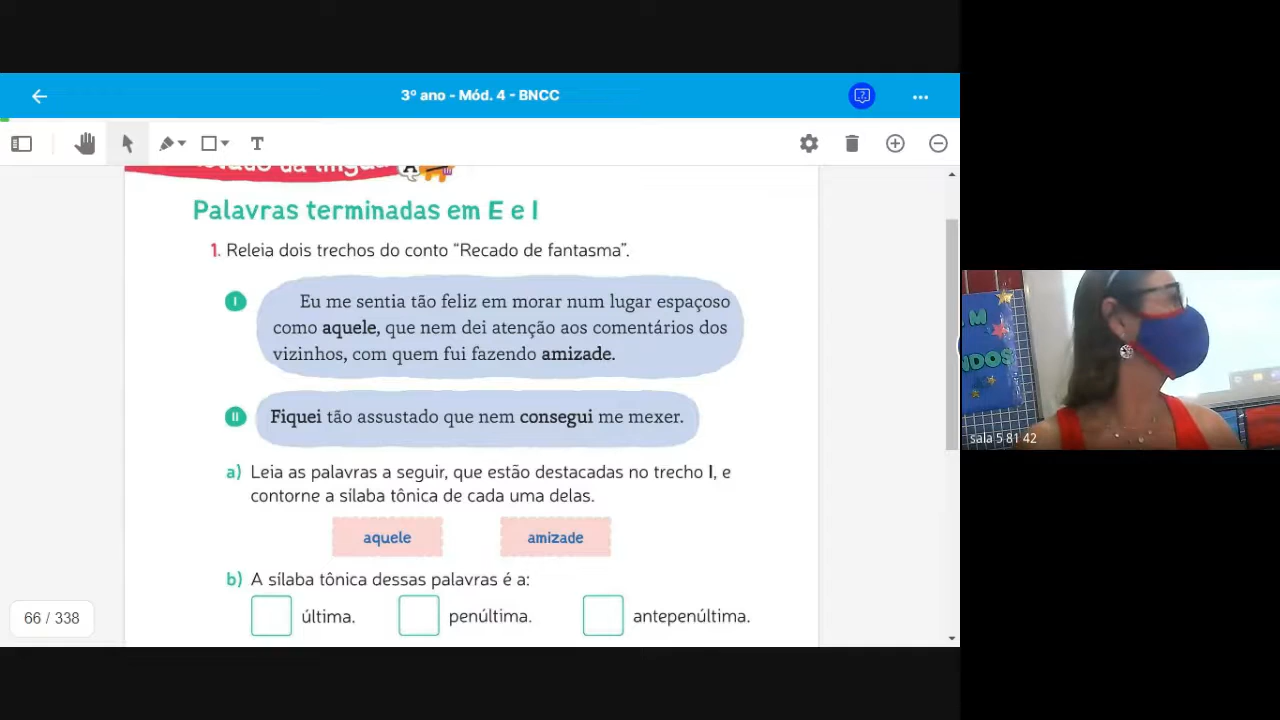 3º ano - Mód. 4 - BNCC
T
A
Palavras terminadas em E e I
1. Releia dois trechos do conto “Recado de fantasma”.
I
Eu me sentia tão feliz em morar num lugar espaçoso
como aquele, que nem dei atenção aos comentários dos
vizinhos, com quem fui fazendo amizade.
II
Fiquei tão assustado que nem consegui me mexer.
a) Leia as palavras a seguir, que estão destacadas no trecho I, e
contorne a sílaba tônica de cada uma delas.
aquele amizade
b) A sílaba tônica dessas palavras é a:
última. penúltima. antepenúltima.
66 / 338
M
NDOS
sala 5 81 42